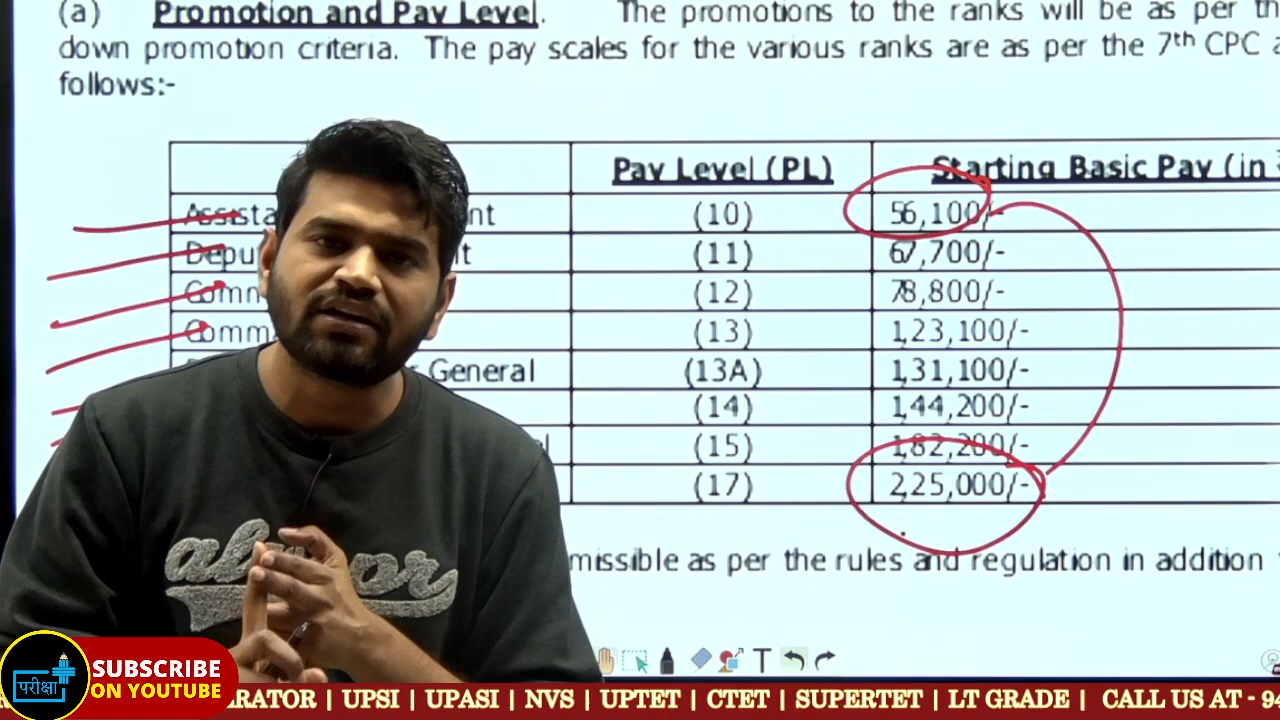 (a) Promotion and Pay Level. The promotions to the ranks will be as per
down promotion criteria. The pay scales for the various ranks are as per the 7th CPC
follows:-
Pay Level (PL) Starting Basic Pay (in
(10) 56,100/-
(11) 67,700/-
(12) 78,800/-
(13) 1,23,100/-
General (13A) 1,31,100/-
(14) 1,44,200/-
(15) 1,82,200/-
(17) 2,25,000/-
missible as per the rules and regulation in addition
T
परीक्षा
SUBSCRIBE
ON YOUTUBE
| UPSI | UPASI | NVS | UPTET | CTET | SUPERTET | LT GRADE | CALL US AT - 9